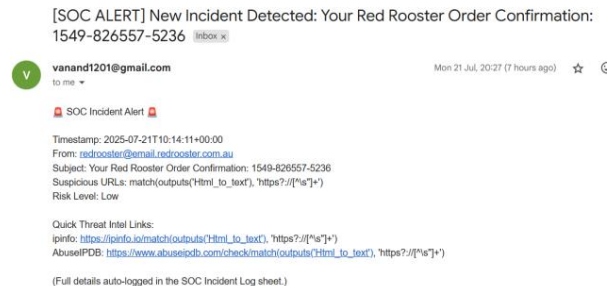 [SOC ALERT] New Incident Detected: Your Red Rooster Order Confirmation:
1549-826557-5236 Inbox x
V
vanand1201@gmail.com
Mon 21 Jul, 20:27 (7 hours ago)
to me
🚨 SOC Incident Alert 🚨
Timestamp: 2025-07-21T10:14:11+00:00
From: redrooster@email.redrooster.com.au
Subject: Your Red Rooster Order Confirmation: 1549-826557-5236
Suspicious URLs: match(outputs('Html_to_text'), 'https?://[^\s"]+')
Risk Level: Low
Quick Threat Intel Links:
ipinfo: https://ipinfo.io/match(outputs('Html_to_text'), 'https?://[^\s"]+')
AbuseIPDB: https://www.abuseipdb.com/check/match(outputs('Html_to_text'), 'https?://[^\s"]+')
(Full details auto-logged in the SOC Incident Log sheet.)